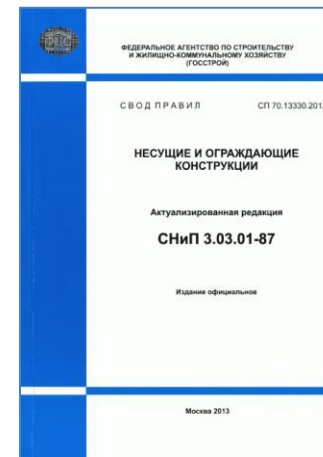 ФЕДЕРАЛЬНОЕ АГЕНТСТВО ПО СТРОИТЕЛЬСТВУ
И ЖИЛИЩНО-КОММУНАЛЬНОМУ ХОЗЯЙСТВУ
(ГОССТРОЙ)
СВОД ПРАВИЛ СП 70.13330.2012
НЕСУЩИЕ И ОГРАЖДАЮЩИЕ
КОНСТРУКЦИИ
Актуализированная редакция
СНиП 3.03.01-87
Издание официальное
Москва 2013